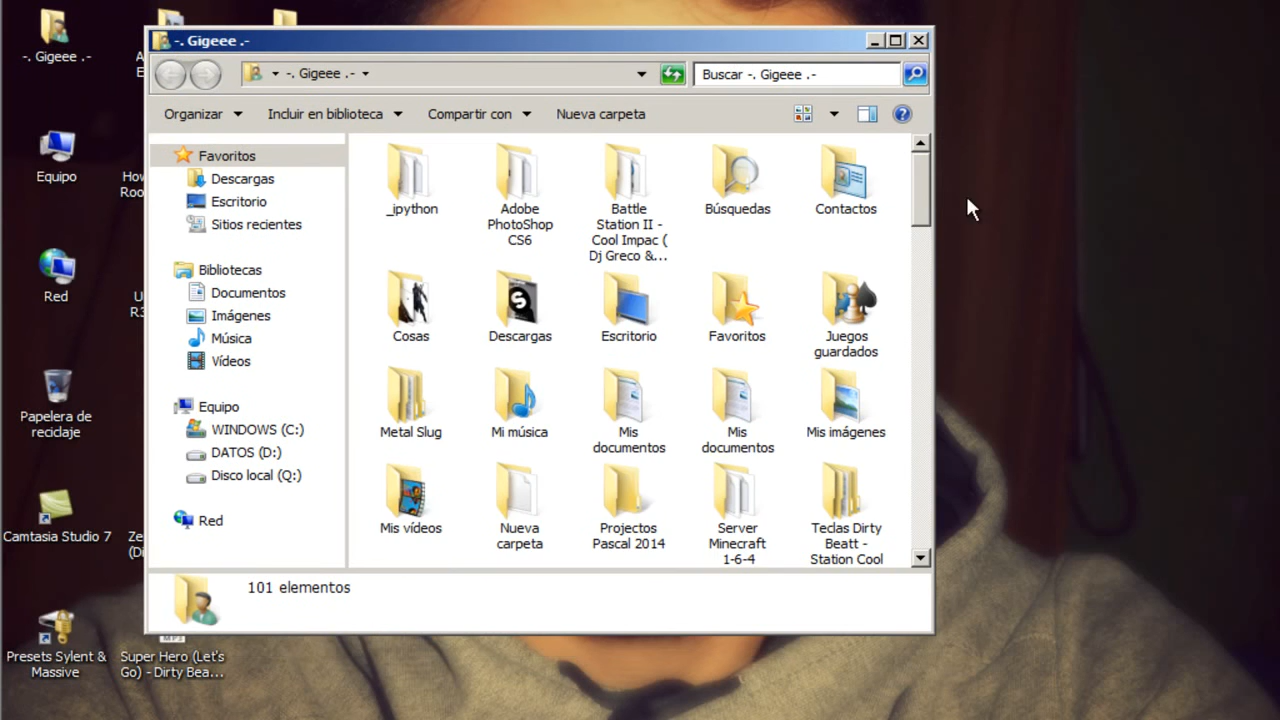 -. Gigeee .-
-. Gigeee .-
Buscar -. Gigeee .-
Organizar
Incluir en biblioteca
Compartir con
Nueva carpeta
Favoritos
Descargas
Escritorio
Sitios recientes
Bibliotecas
Documentos
Imágenes
Música
Vídeos
Equipo
WINDOWS (C:)
DATOS (D:)
Disco local (Q:)
Red
_ipython
Adobe
PhotoShop
CS6
Battle
Station II -
Cool Impac (
Dj Greco &...
Búsquedas
Contactos
Cosas
Descargas
Escritorio
Favoritos
Juegos
guardados
Metal Slug
Mi música
Mis
documentos
Mis
documentos
Mis imágenes
Mis vídeos
Nueva
carpeta
Projectos
Pascal 2014
Server
Minecraft
1-6-4
Teclas Dirty
Beatt -
Station Cool
101 elementos
-. Gigeee .-
Equipo
Red
Papelera de
reciclaje
Camtasia Studio 7
Presets Sylent &
Massive
Super Hero (Let's
Go) - Dirty Bea...